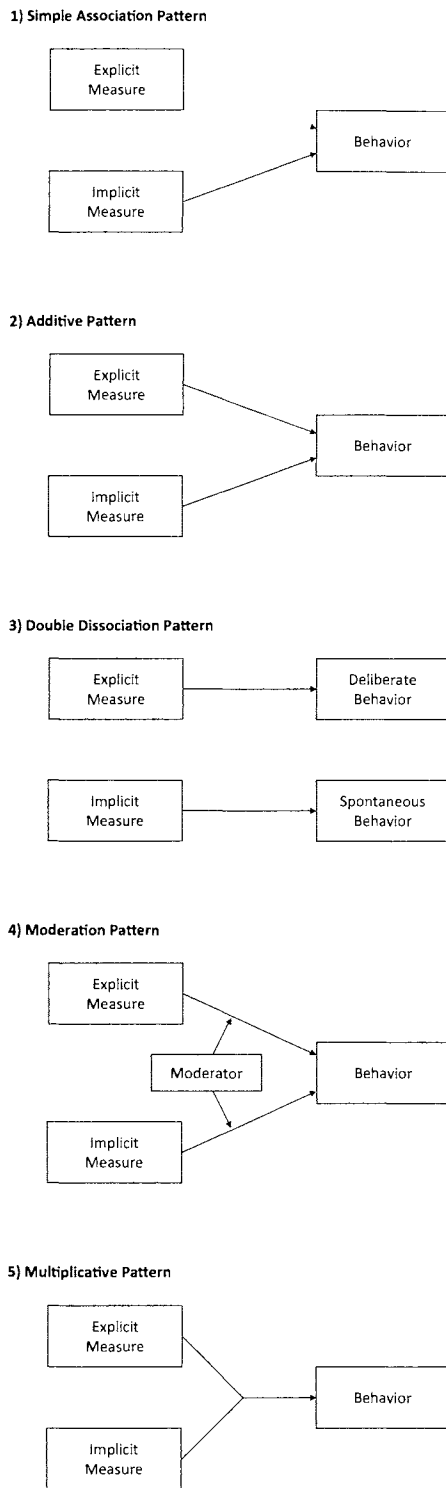 1) Simple Association Pattern
Explicit
Measure
Behavior
Implicit
Measure
2) Additive Pattern
Explicit
Measure
Behavior
Implicit
Measure
3) Double Dissociation Pattern
Explicit
Measure
Deliberate
Behavior
Implicit
Measure
Spontaneous
Behavior
4) Moderation Pattern
Explicit
Measure
Moderator
Behavior
Implicit
Measure
5) Multiplicative Pattern
Explicit
Measure
Behavior
Implicit
Measure